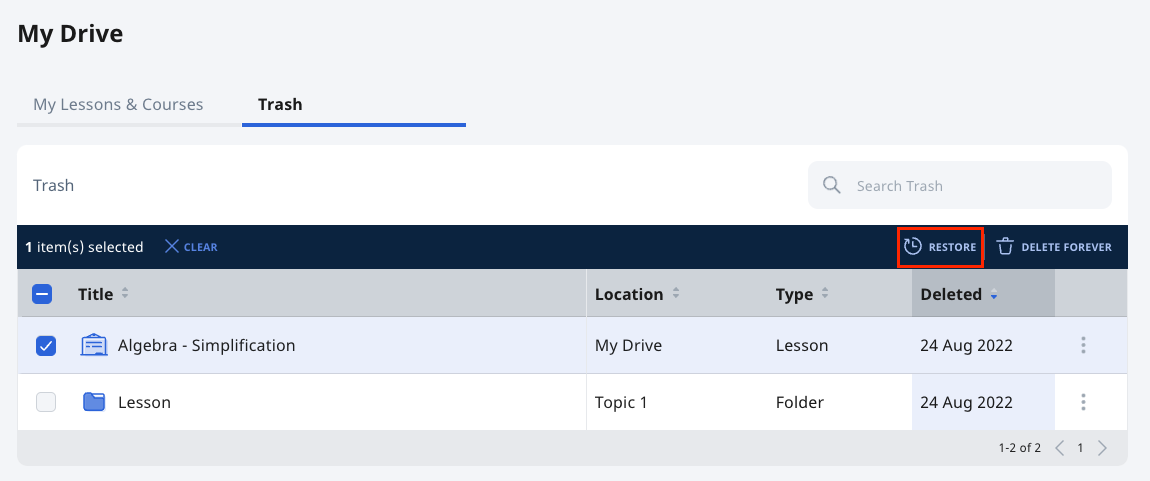 My Drive
My Lessons & Courses Trash
Trash Search Trash
1 item(s) selected CLEAR RESTORE DELETE FOREVER
Title Location Type Deleted
Algebra - Simplification My Drive Lesson 24 Aug 2022
Lesson Topic 1 Folder 24 Aug 2022
1-2 of 2 1